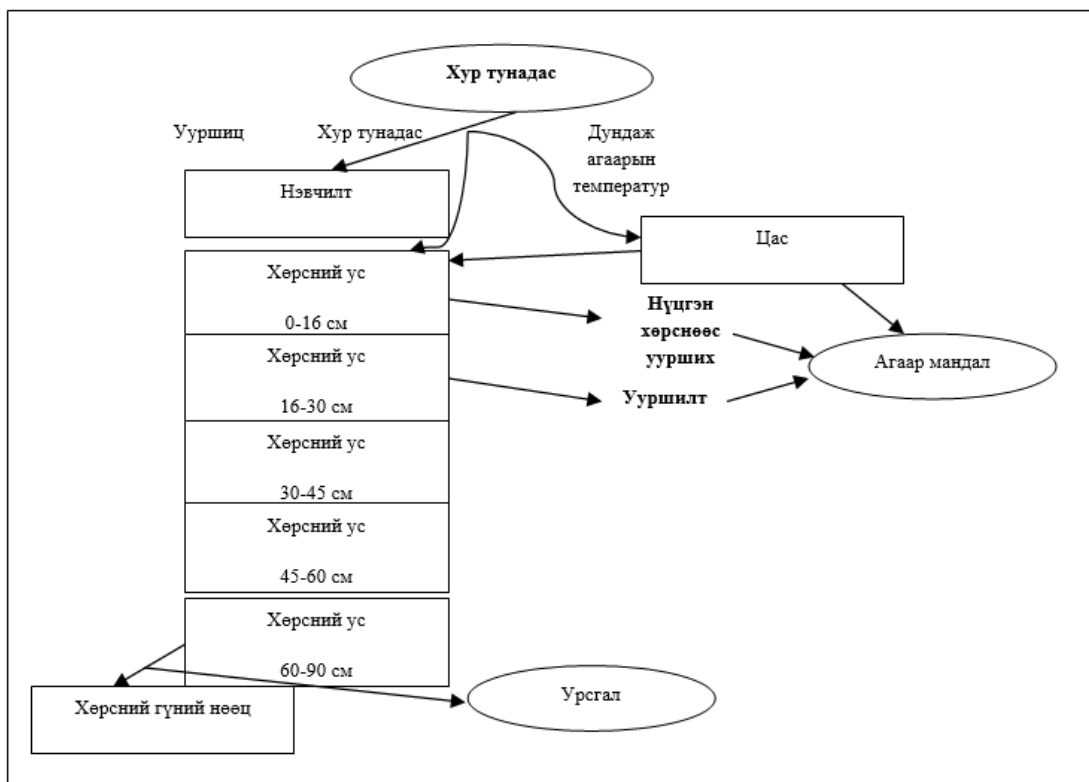 Хур тунадас
Ууршиц
Хур тунадас
Дундаж
агаарын
температур
Нэвчилт
Цас
Хөрсний ус
0-16 см
Нүцгэн
хөрснөөс
уурших
Агаар мандал
Хөрсний ус
16-30 см
Ууршилт
Хөрсний ус
30-45 см
Хөрсний ус
45-60 см
Хөрсний ус
60-90 см
Хөрсний гүний нөөц
Урсгал